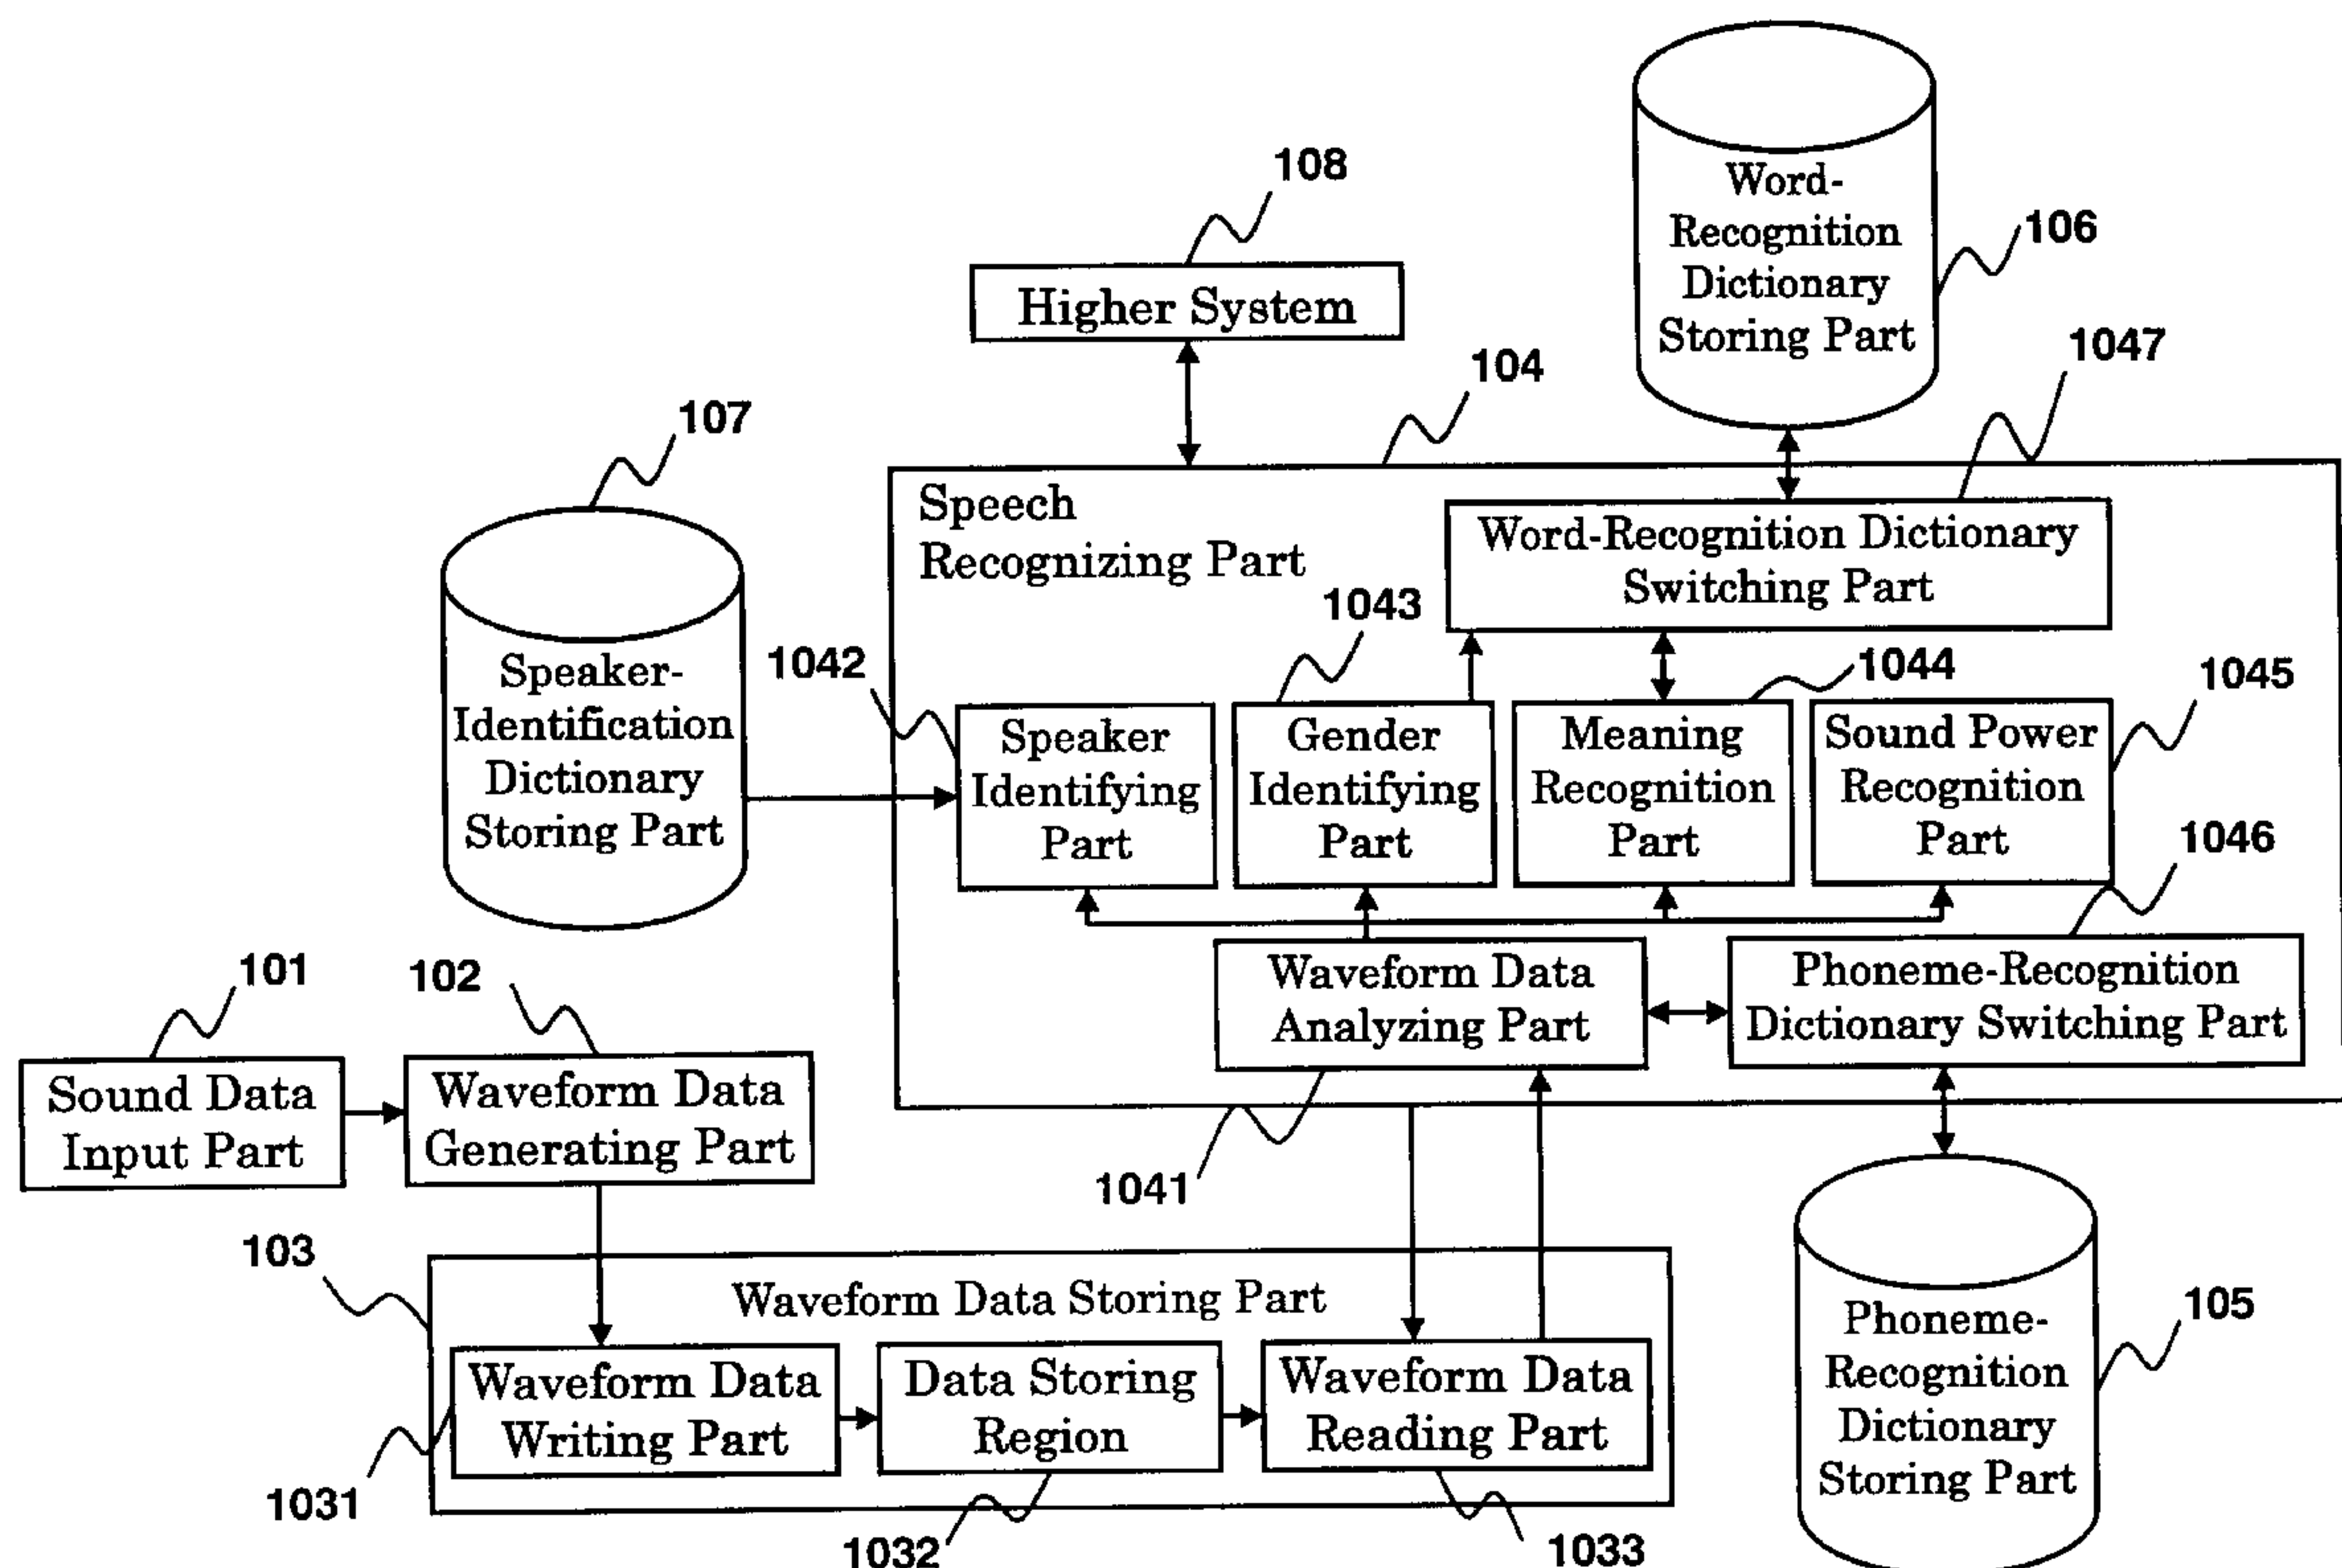 108
Higher System
Word-
Recognition
Dictionary
Storing Part
106
107
Speaker-
Identification
Dictionary
Storing Part
104
1047
Speech
Recognizing Part
Word-Recognition Dictionary
Switching Part
1042
1043
1044
1045
Speaker
Identifying
Part
Gender
Identifying
Part
Meaning
Recognition
Part
Sound Power
Recognition
Part
1046
Waveform Data
Analyzing Part
Phoneme-Recognition
Dictionary Switching Part
101
102
Sound Data
Input Part
Waveform Data
Generating Part
1041
103
Waveform Data Storing Part
Waveform Data
Writing Part
Data Storing
Region
Waveform Data
Reading Part
1031
1032
1033
Phoneme-
Recognition
Dictionary
Storing Part
105